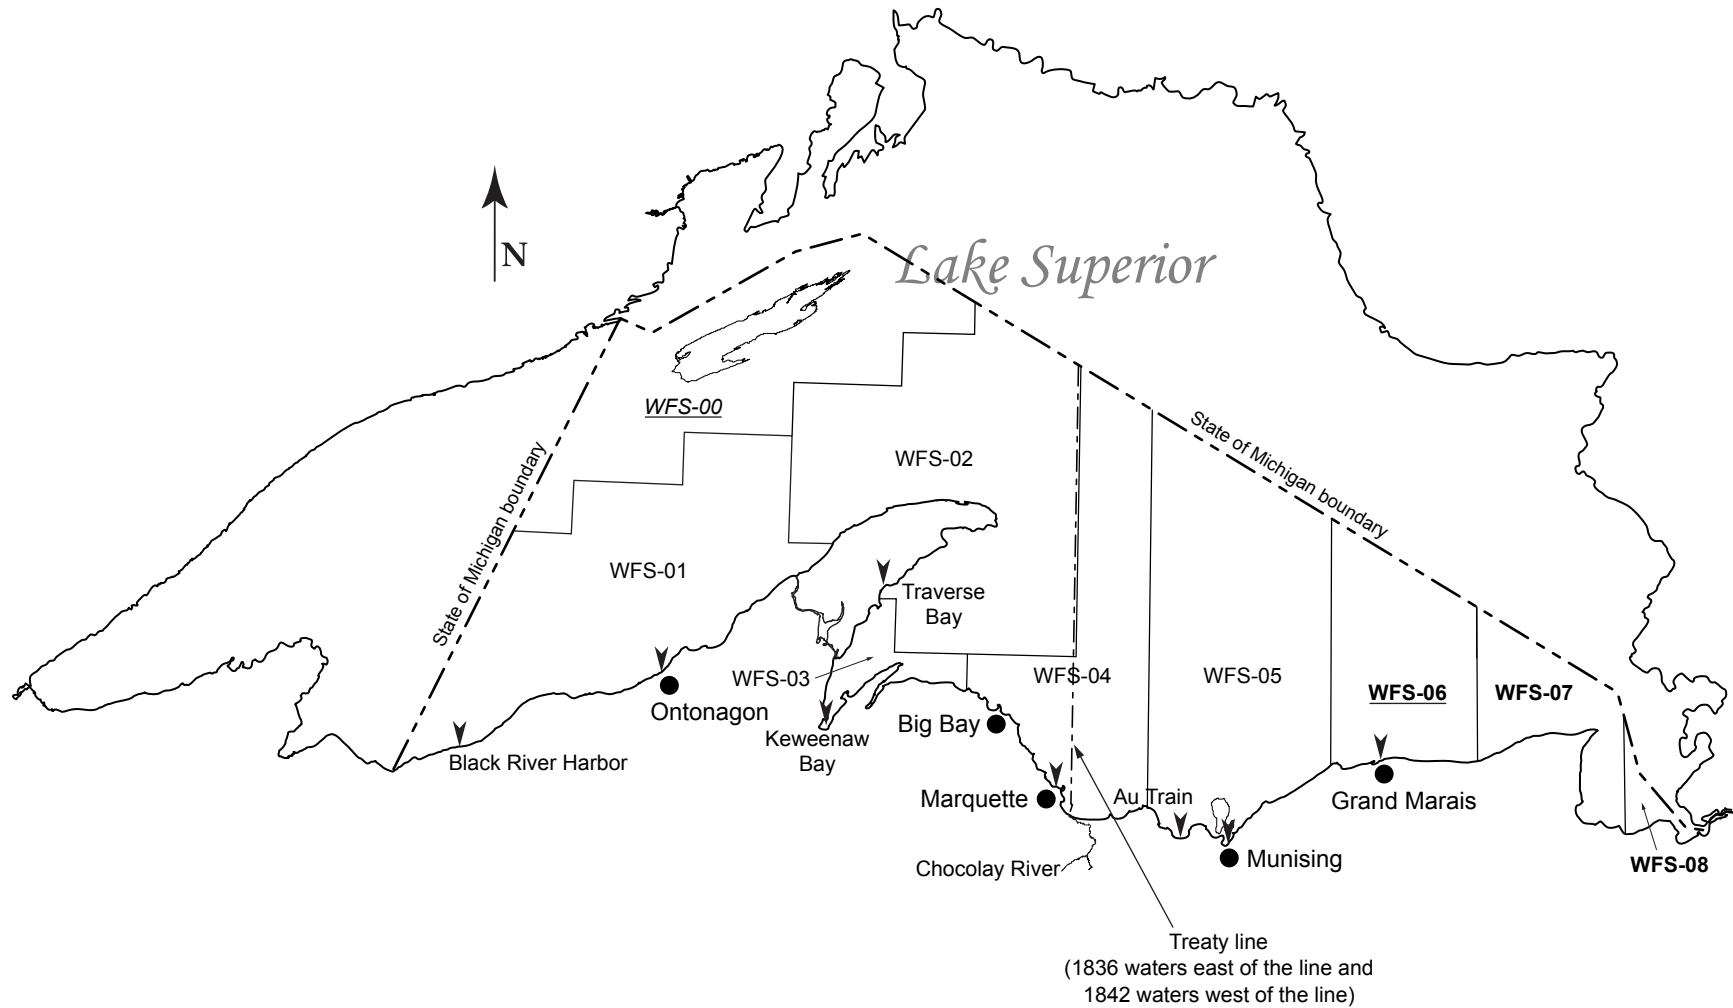 N
Lake Superior
WFS-00
State of Michigan boundary
WFS-02
State of Michigan boundary
WFS-01
Traverse
Bay
WFS-03
WFS-04
WFS-05
WFS-06
WFS-07
Ontonagon
Big Bay
Keweenaw
Bay
Black River Harbor
Marquette
Au Train
Grand Marais
Chocolay River
Munising
WFS-08
Treaty line
(1836 waters east of the line and
1842 waters west of the line)